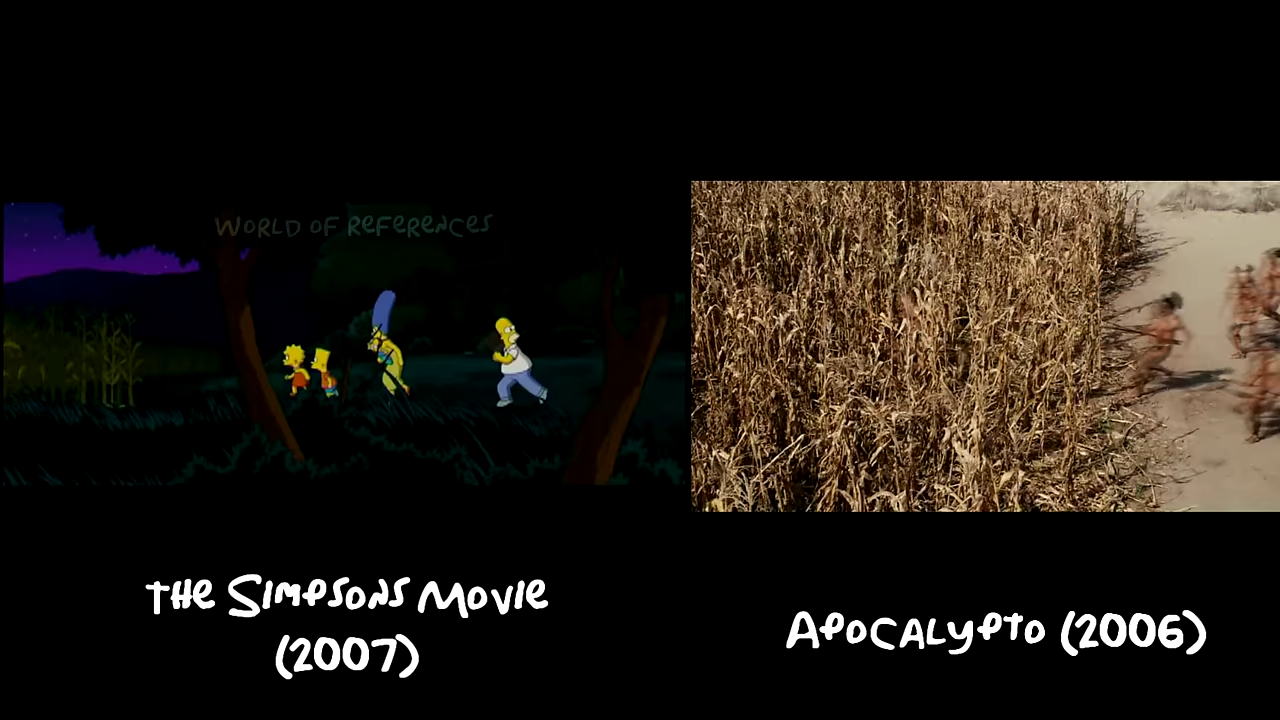 WORLD OF REFERENCES
THE SIMPSONS MOVIE
(2007)
APOCALYPTO (2006)